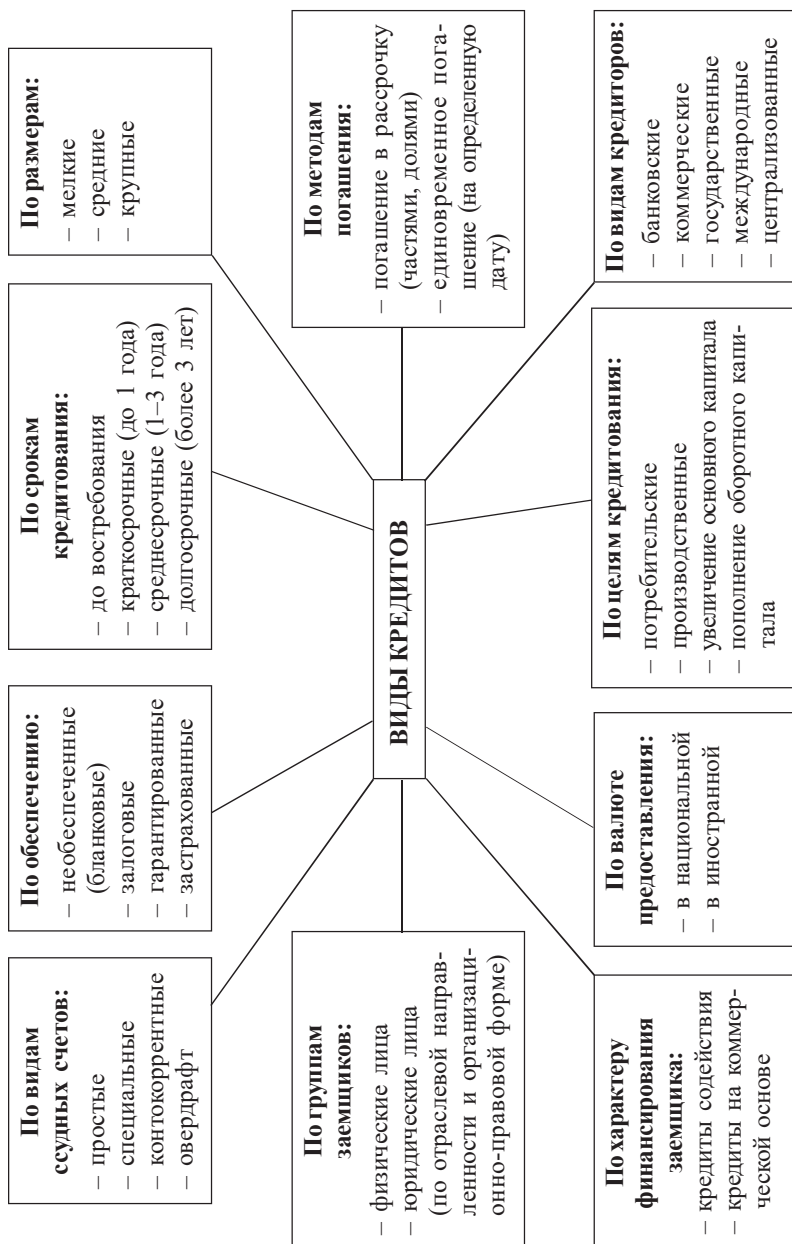 По видам
ссудных счетов:
– простые
– специальные
– контокоррентные
– овердрафт
По обеспечению:
– необеспеченные
(бланковые)
– залоговые
– гарантированные
– застрахованные
По срокам
кредитования:
– до востребования
– краткосрочные (до 1 года)
– среднесрочные (1–3 года)
– долгосрочные (более 3 лет)
По размерам:
– мелкие
– средние
– крупные
По группам
заемщиков:
– физические лица
– юридические лица
(по отраслевой направ-
ленности и организаци-
онно-правовой форме)
ВИДЫ КРЕДИТОВ
По методам
погашения:
– погашение в рассрочку
(частями, долями)
– единовременное пога-
шение (на определенную
дату)
По характеру
финансирования
заемщика:
– кредиты содействия
– кредиты на коммер-
ческой основе
По валюте
предоставления:
– в национальной
– в иностранной
По целям кредитования:
– потребительские
– производственные
– увеличение основного капитала
– пополнение оборотного капи-
тала
По видам кредиторов:
– банковские
– коммерческие
– государственные
– международные
– централизованные